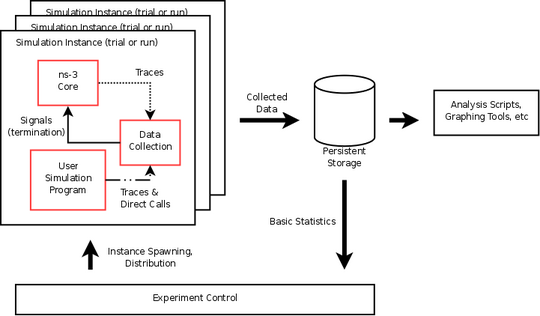 Simulation Instance (trial or run)
Simulation Instance (trial or run)
Simulation Instance (trial or run)
ns-3
Core
Traces
Signals
(termination)
Data
Collection
User
Simulation
Program
Traces &
Direct Calls
Collected
Data
Persistent
Storage
Analysis Scripts,
Graphing Tools, etc
Basic Statistics
Instance Spawning,
Distribution
Experiment Control